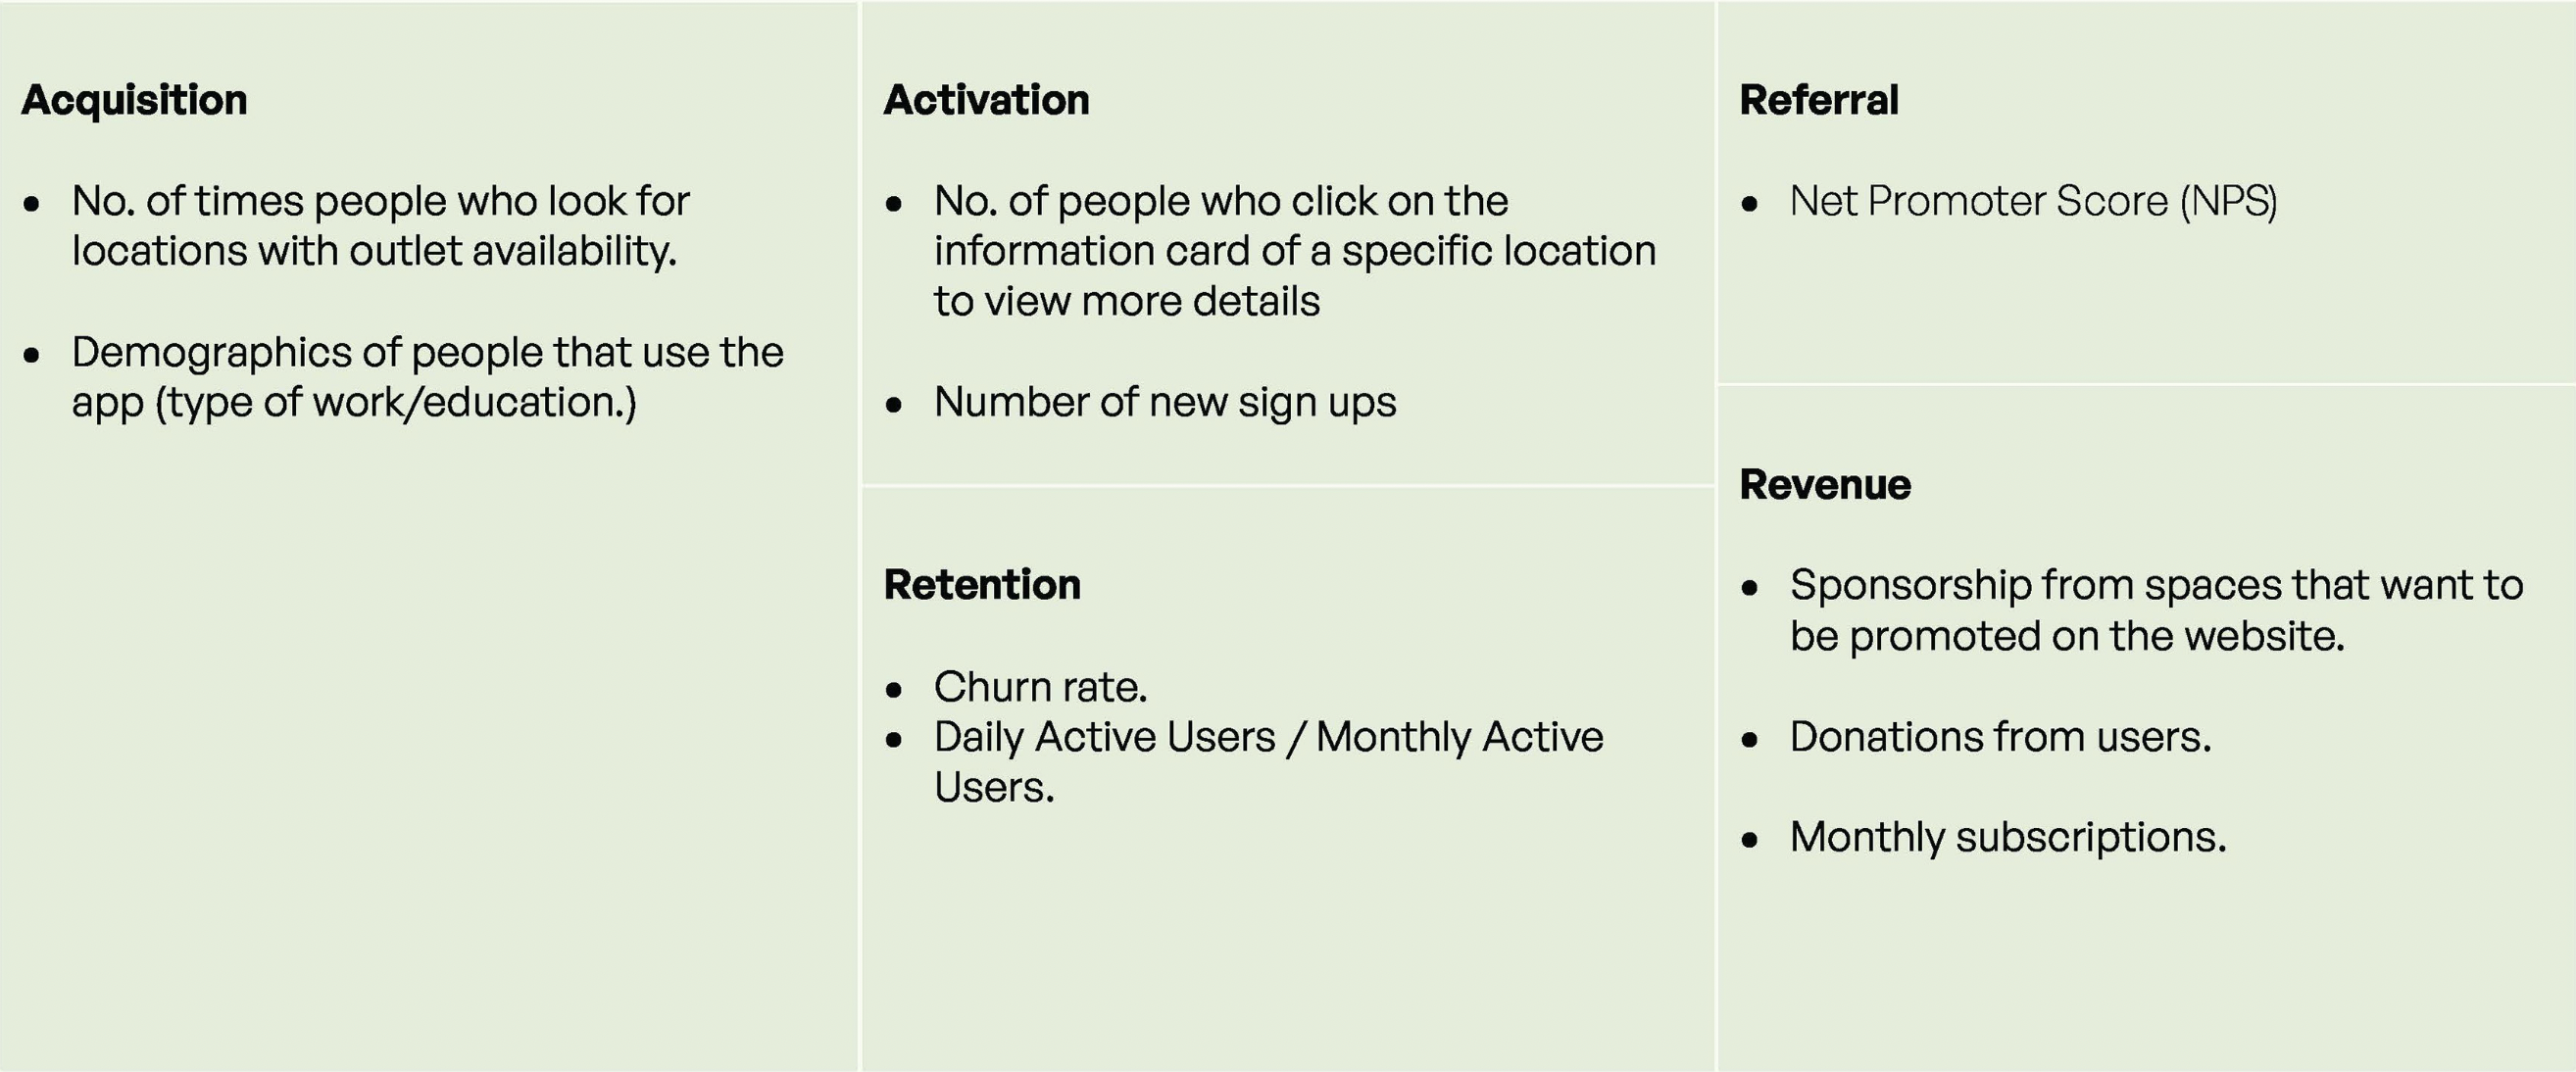 Acquisition
• No. of times people who look for
locations with outlet availability.
• Demographics of people that use the
app (type of work/education.)
Activation
• No. of people who click on the
information card of a specific location
to view more details
• Number of new sign ups
Retention
• Churn rate.
• Daily Active Users / Monthly Active
Users.
Referral
• Net Promoter Score (NPS)
Revenue
• Sponsorship from spaces that want to
be promoted on the website.
• Donations from users.
• Monthly subscriptions.